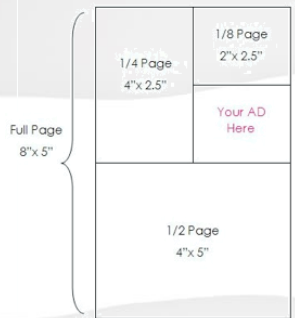 1/4 Page
4"x 2.5"
1/8 Page
2"x 2.5"
Your AD
Here
Full Page
8"x 5"
1/2 Page
4"x 5"